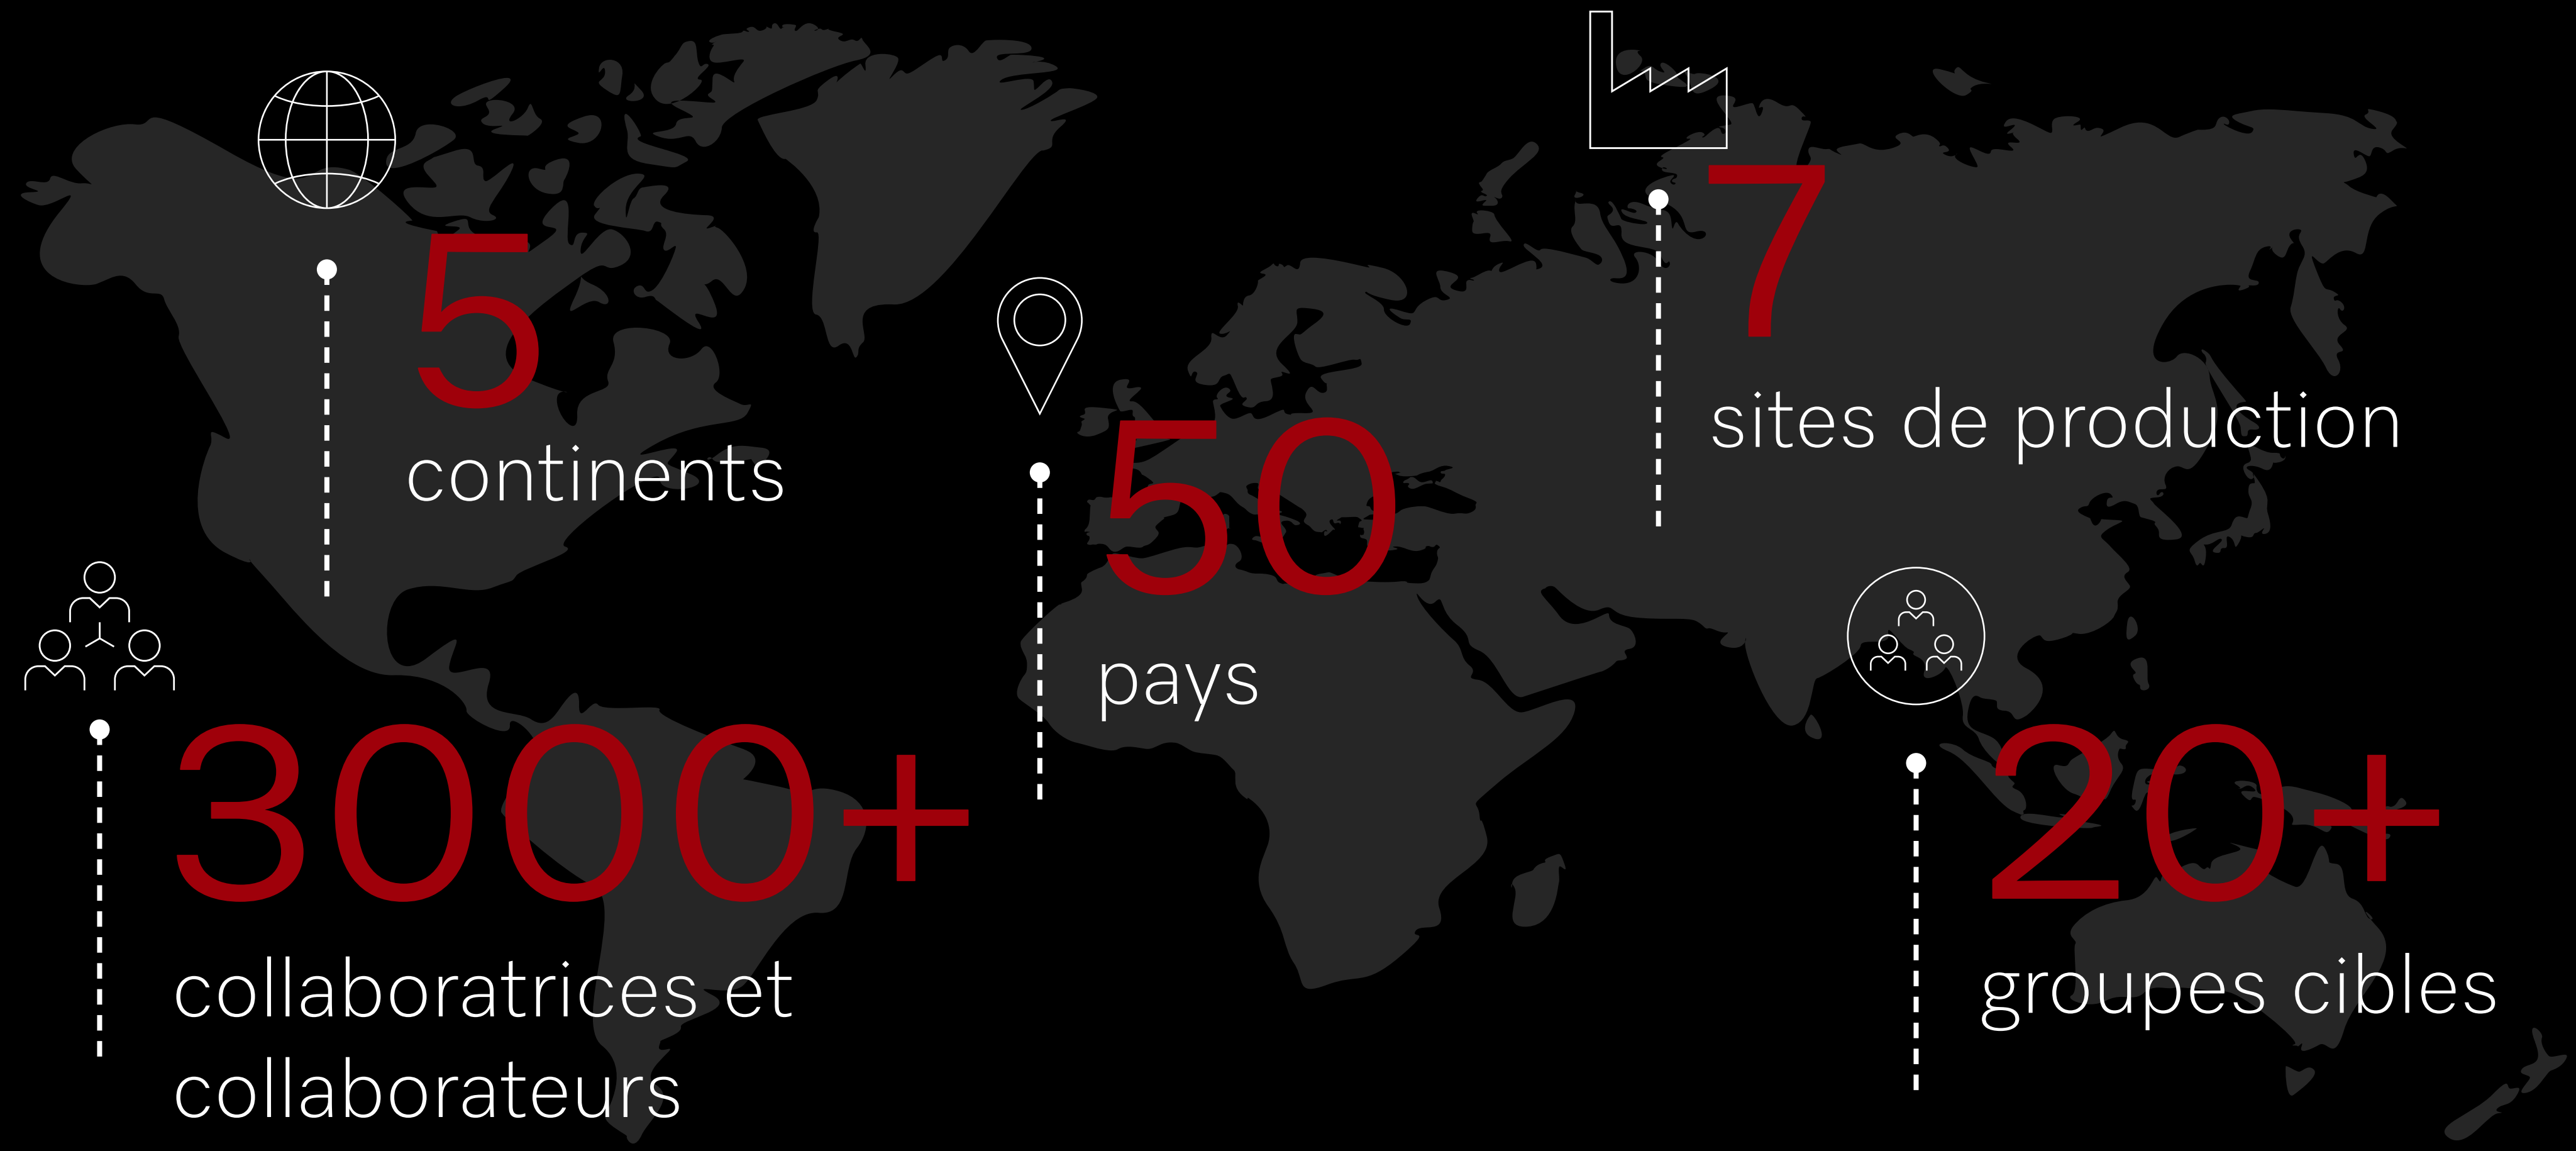 5
continents
50
pays
7
sites de production
3000+
collaboratrices et
collaborateurs
20+
groupes cibles